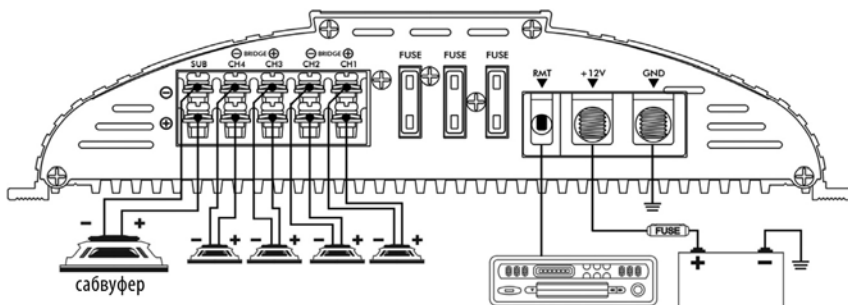 ⊖ BRIDGE ⊕ ⊖ BRIDGE ⊕
SUB CH4 CH3 CH2 CH1
FUSE FUSE FUSE
RMT +12V GND
⊖
⊕
FUSE
− + − + − + − + − +
+ −
сабвуфер